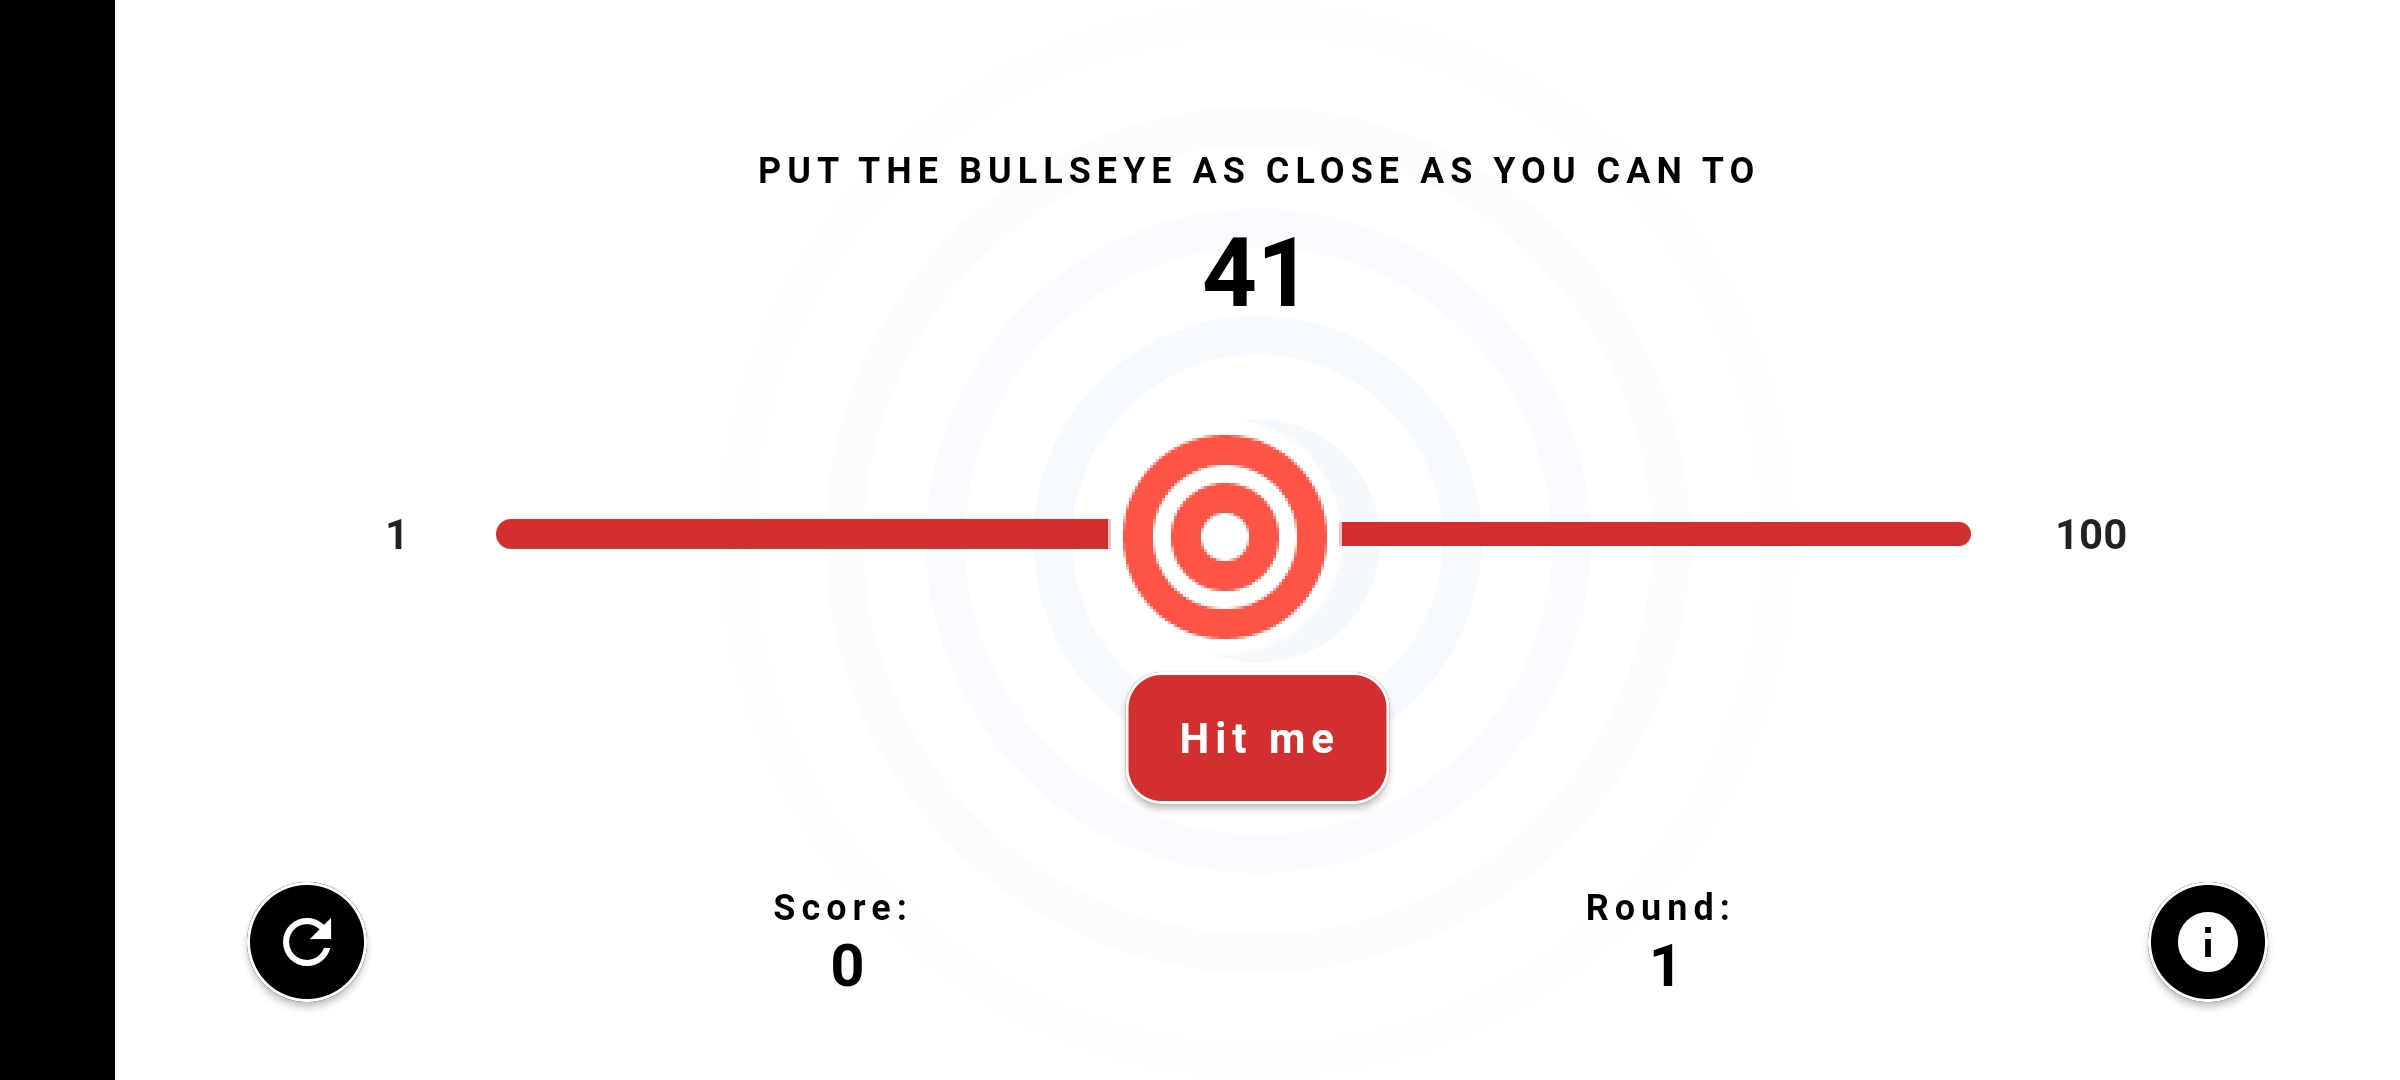 PUT THE BULLSEYE AS CLOSE AS YOU CAN TO
41
1
100
Hit me
Score:
0
Round:
1